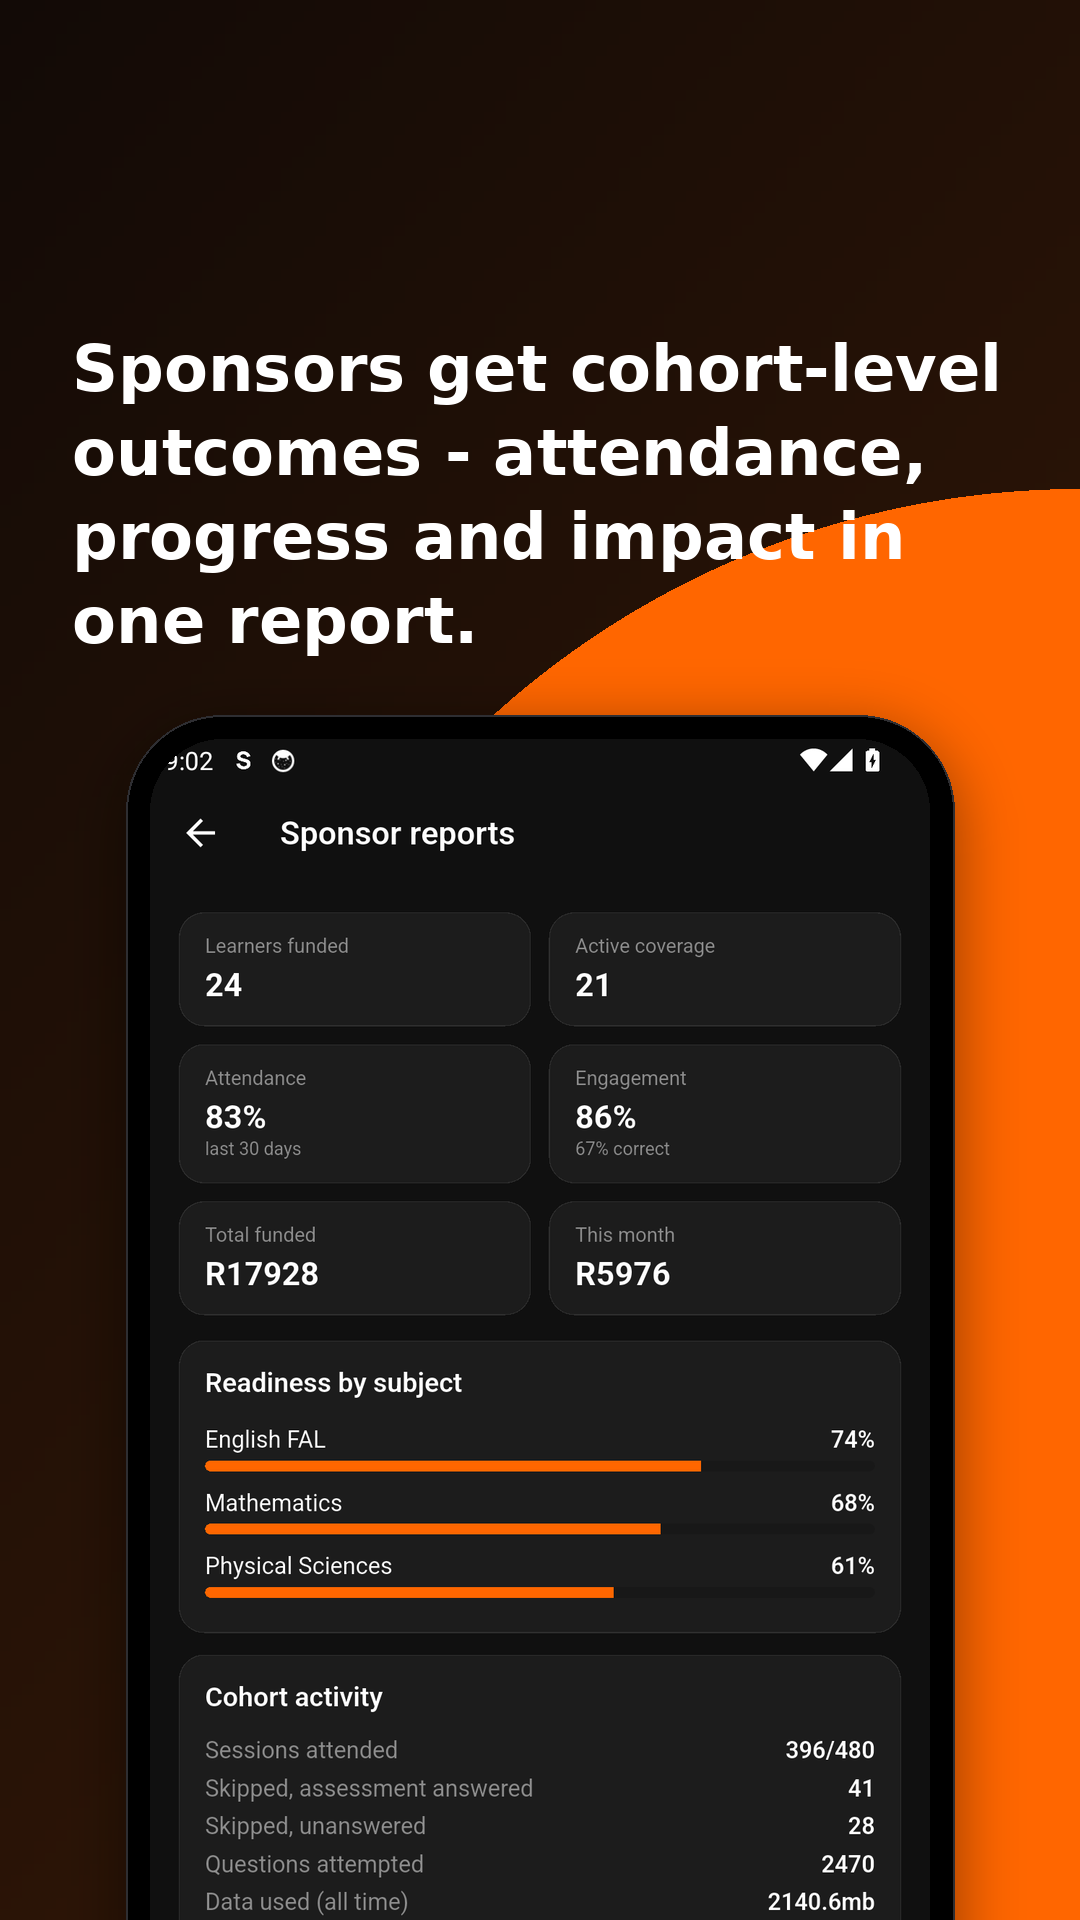 Sponsors get cohort-level
outcomes - attendance,
progress and impact in
one report.
9:02 S
Sponsor reports
Learners funded
24
Active coverage
21
Attendance
83%
last 30 days
Engagement
86%
67% correct
Total funded
R17928
This month
R5976
Readiness by subject
English FAL 74%
Mathematics 68%
Physical Sciences 61%
Cohort activity
Sessions attended 396/480
Skipped, assessment answered 41
Skipped, unanswered 28
Questions attempted 2470
Data used (all time) 2140.6mb